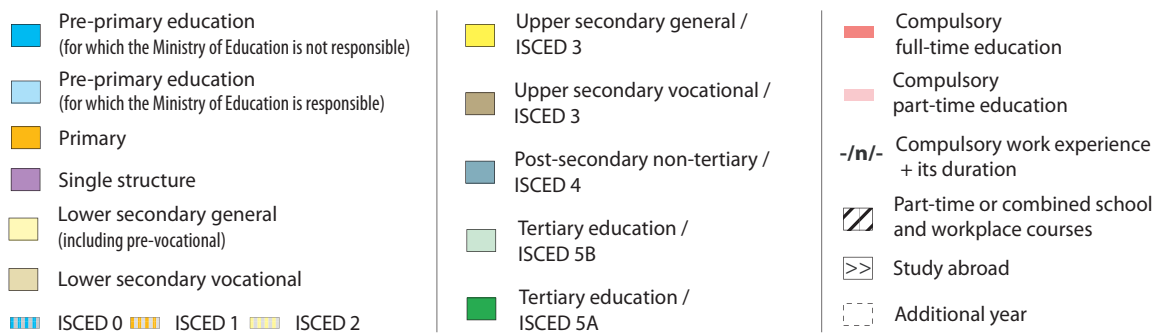 Pre-primary education
(for which the Ministry of Education is not responsible)
Pre-primary education
(for which the Ministry of Education is responsible)
Primary
Single structure
Lower secondary general
(including pre-vocational)
Lower secondary vocational
ISCED 0 ISCED 1 ISCED 2
Upper secondary general /
ISCED 3
Upper secondary vocational /
ISCED 3
Post-secondary non-tertiary /
ISCED 4
Tertiary education /
ISCED 5B
Tertiary education /
ISCED 5A
Compulsory
full-time education
Compulsory
part-time education
-/n/- Compulsory work experience
+ its duration
Part-time or combined school
and workplace courses
>> Study abroad
Additional year